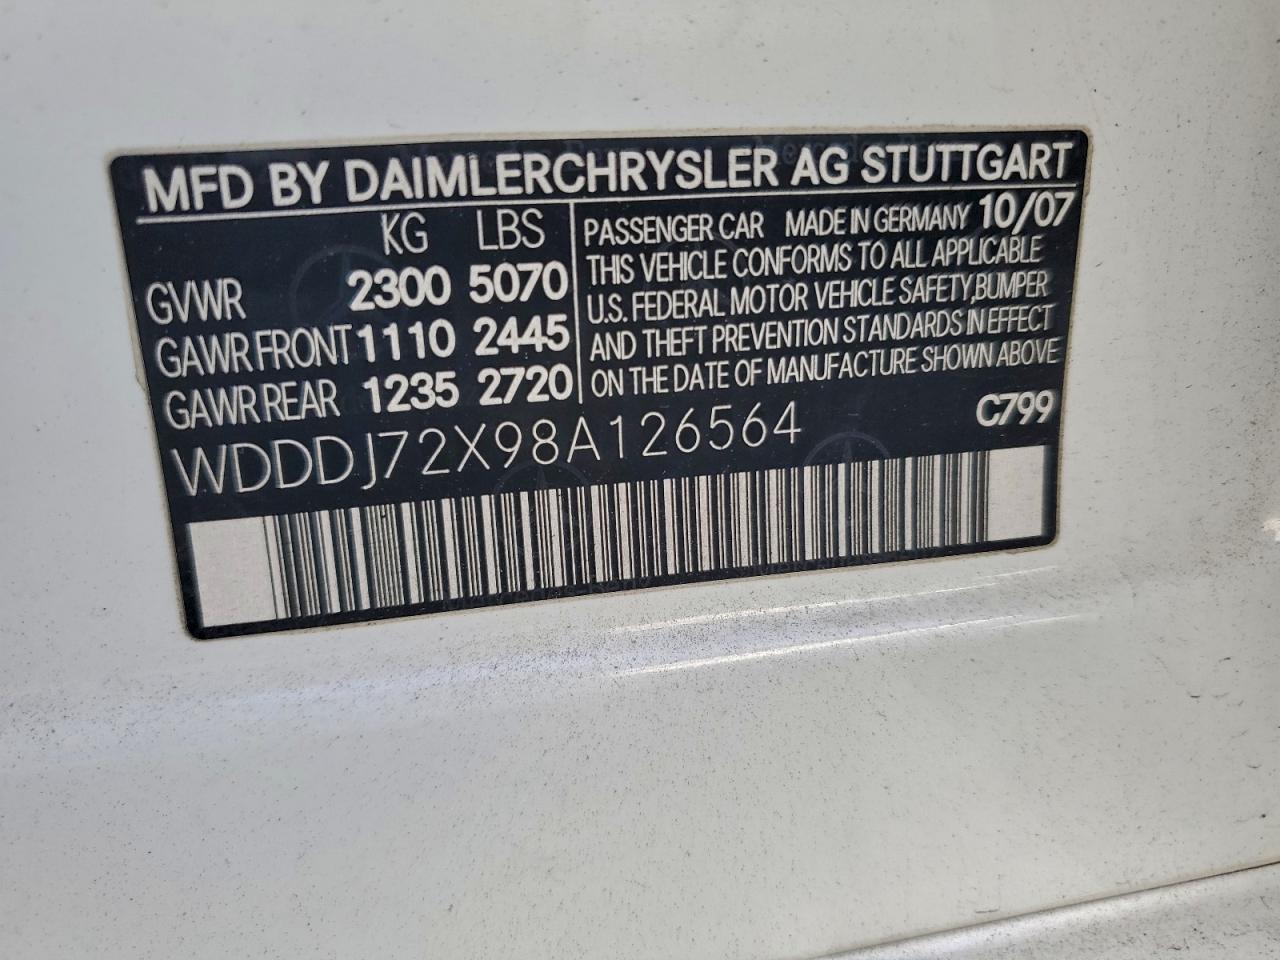 MFD BY DAIMLERCHRYSLER AG STUTTGART
KG LBS
GVWR 2300 5070
GAWR FRONT 1110 2445
GAWR REAR 1235 2720
PASSENGER CAR MADE IN GERMANY 10/07
THIS VEHICLE CONFORMS TO ALL APPLICABLE
U.S. FEDERAL MOTOR VEHICLE SAFETY,BUMPER
AND THEFT PREVENTION STANDARDS IN EFFECT
ON THE DATE OF MANUFACTURE SHOWN ABOVE
C799
WDDDJ72X98A126564